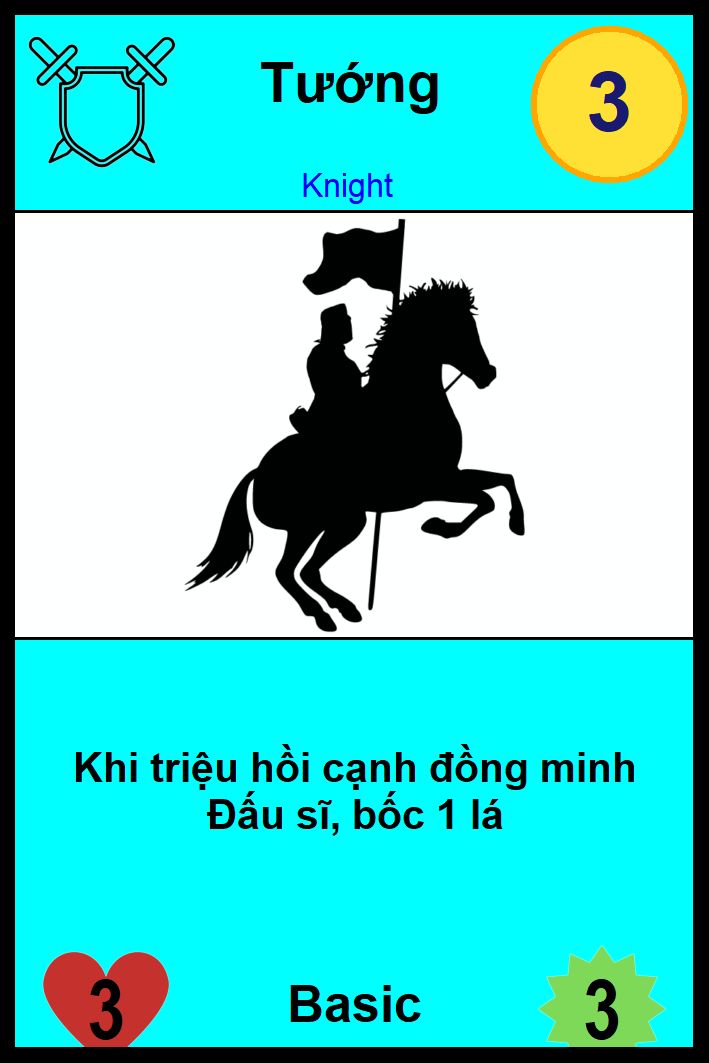 Tướng
3
Knight
Khi triệu hồi cạnh đồng minh
Đấu sĩ, bốc 1 lá
3
Basic
3